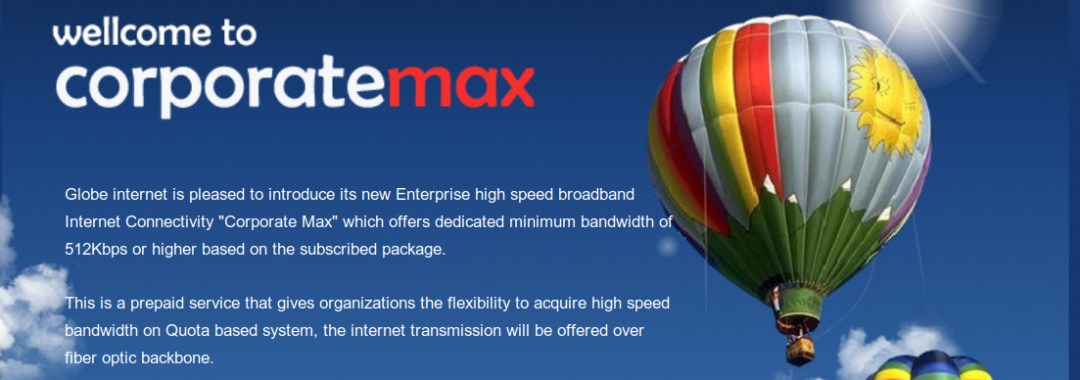 wellcome to
corporatemax
Globe internet is pleased to introduce its new Enterprise high speed broadband
Internet Connectivity "Corporate Max" which offers dedicated minimum bandwidth of
512Kbps or higher based on the subscribed package.
This is a prepaid service that gives organizations the flexibility to acquire high speed
bandwidth on Quota based system, the internet transmission will be offered over
fiber optic backbone.